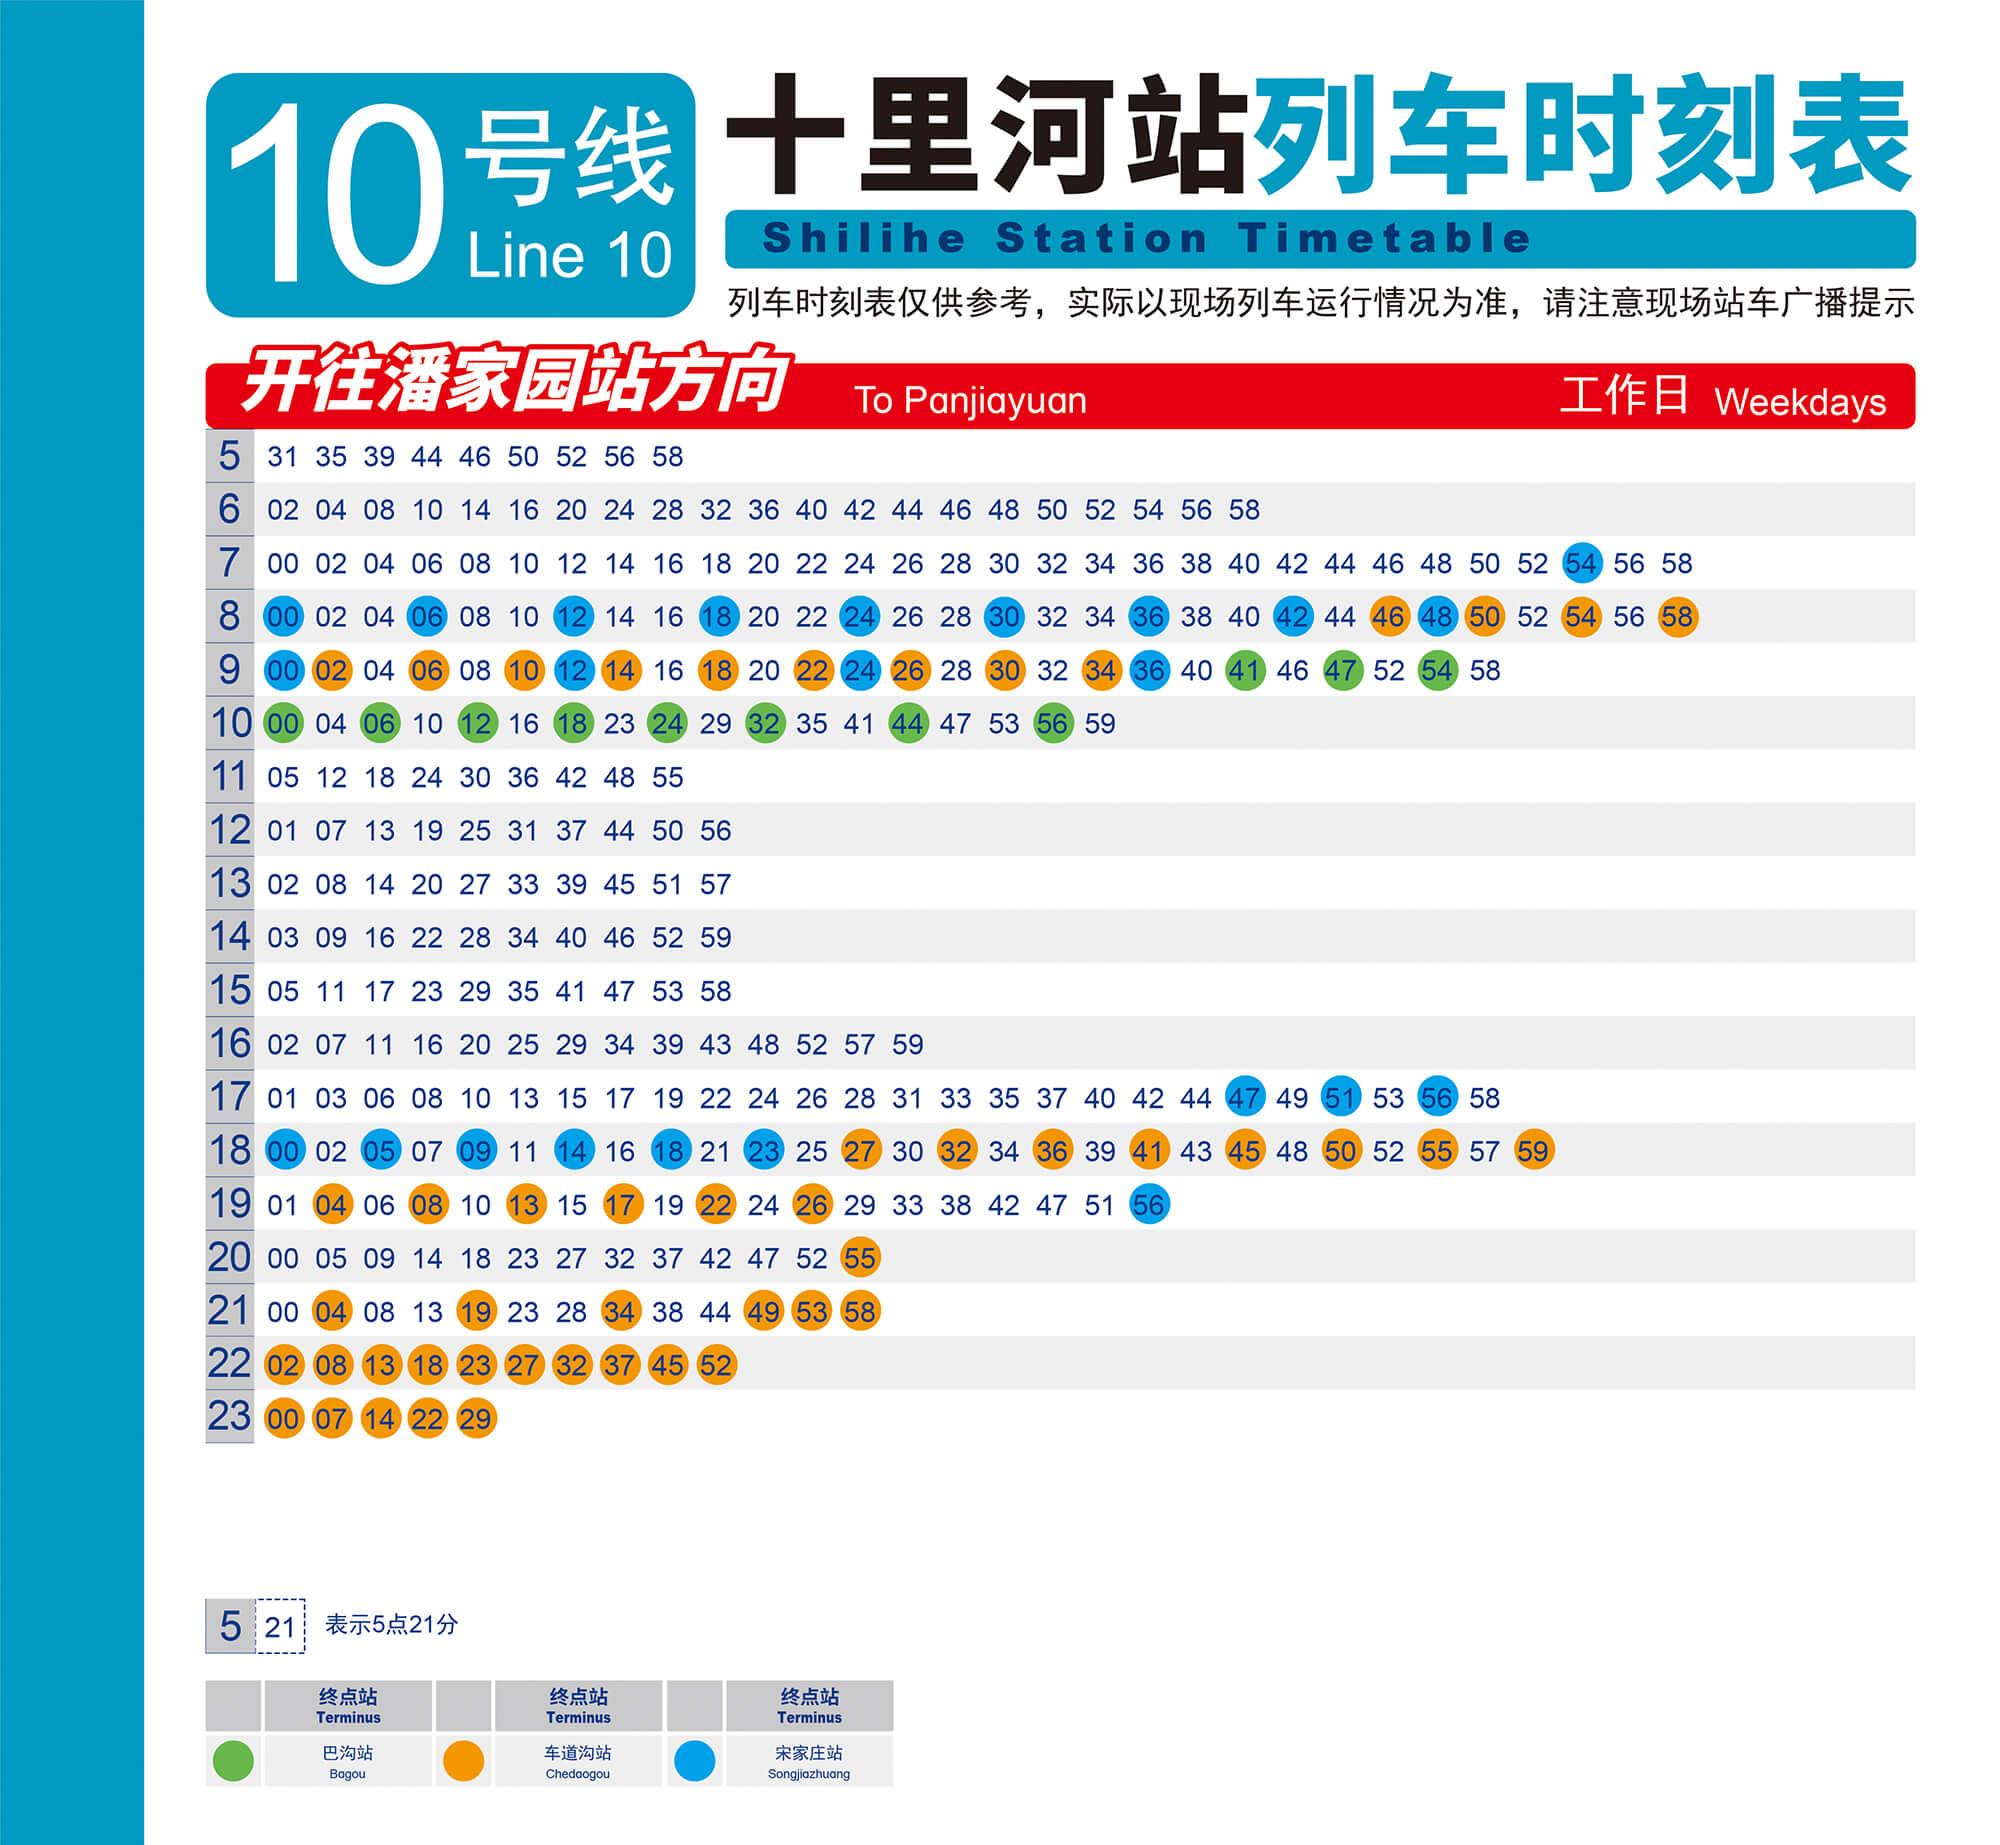 10号线
Line 10
十里河站列车时刻表
Shilihe Station Timetable
列车时刻表仅供参考，实际以现场列车运行情况为准，请注意现场站车广播提示
开往潘家园站方向 To Panjiayuan 工作日 Weekdays
5 31 35 39 44 46 50 52 56 58
6 02 04 08 10 14 16 20 24 28 32 36 40 42 44 46 48 50 52 54 56 58
7 00 02 04 06 08 10 12 14 16 18 20 22 24 26 28 30 32 34 36 38 40 42 44 46 48 50 52 54 56 58
8 00 02 04 06 08 10 12 14 16 18 20 22 24 26 28 30 32 34 36 38 40 42 44 46 48 50 52 54 56 58
9 00 02 04 06 08 10 12 14 16 18 20 22 24 26 28 30 32 34 36 40 41 46 47 52 54 58
10 00 04 06 10 12 16 18 23 24 29 32 35 41 44 47 53 56 59
11 05 12 18 24 30 36 42 48 55
12 01 07 13 19 25 31 37 44 50 56
13 02 08 14 20 27 33 39 45 51 57
14 03 09 16 22 28 34 40 46 52 59
15 05 11 17 23 29 35 41 47 53 58
16 02 07 11 16 20 25 29 34 39 43 48 52 57 59
17 01 03 06 08 10 13 15 17 19 22 24 26 28 31 33 35 37 40 42 44 47 49 51 53 56 58
18 00 02 05 07 09 11 14 16 18 21 23 25 27 30 32 34 36 39 41 43 45 48 50 52 55 57 59
19 01 04 06 08 10 13 15 17 19 22 24 26 29 33 38 42 47 51 56
20 00 05 09 14 18 23 27 32 37 42 47 52 55
21 00 04 08 13 19 23 28 34 38 44 49 53 58
22 02 08 13 18 23 27 32 37 45 52
23 00 07 14 22 29
5 21 表示5点21分
终点站 终点站 终点站
Terminus Terminus Terminus
巴沟站 车道沟站 宋家庄站
Bagou Chedaogou Songjiazhuang